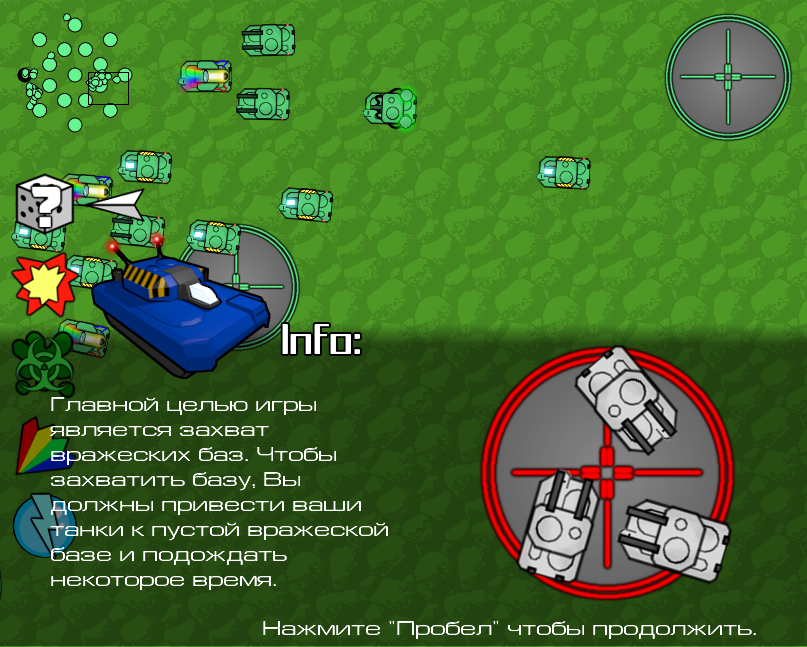 ?
Info:
Главной целью игры
является захват
вражеских баз. Чтобы
захватить базу, Вы
должны привести ваши
танки к пустой вражеской
базе и подождать
некоторое время.
Нажмите "Пробел" чтобы продолжить.